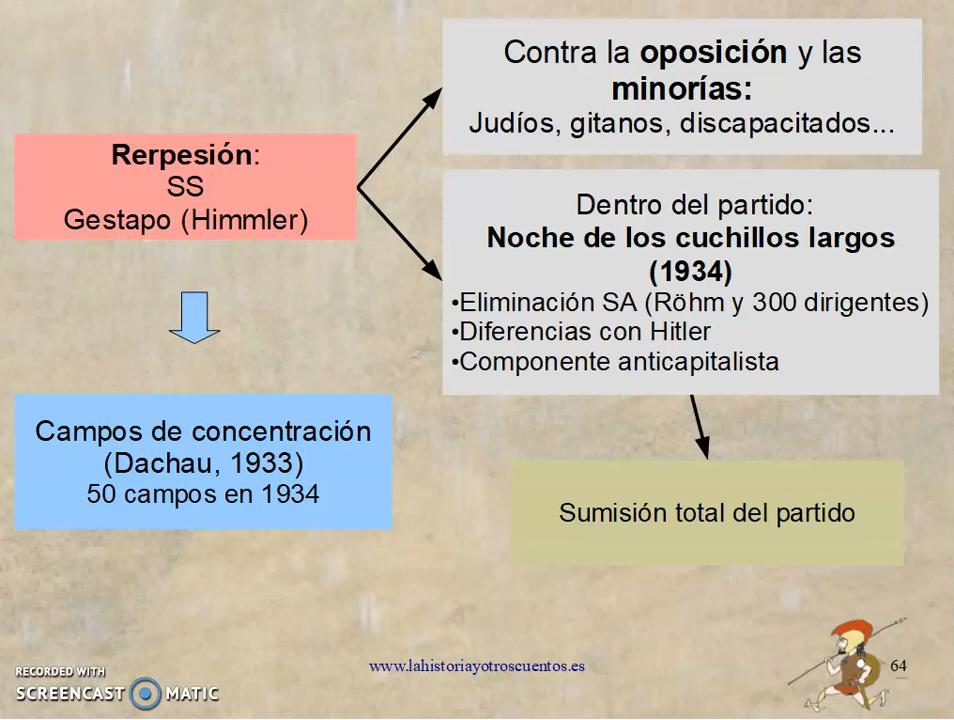 Contra la oposición y las
minorías:
Judíos, gitanos, discapacitados...
Rerpesión:
SS
Gestapo (Himmler)
Dentro del partido:
Noche de los cuchillos largos
(1934)
•Eliminación SA (Röhm y 300 dirigentes)
•Diferencias con Hitler
•Componente anticapitalista
Campos de concentración
(Dachau, 1933)
50 campos en 1934
Sumisión total del partido
www.lahistoriayotroscuentos.es
64
RECORDED WITH
SCREENCAST MATIC